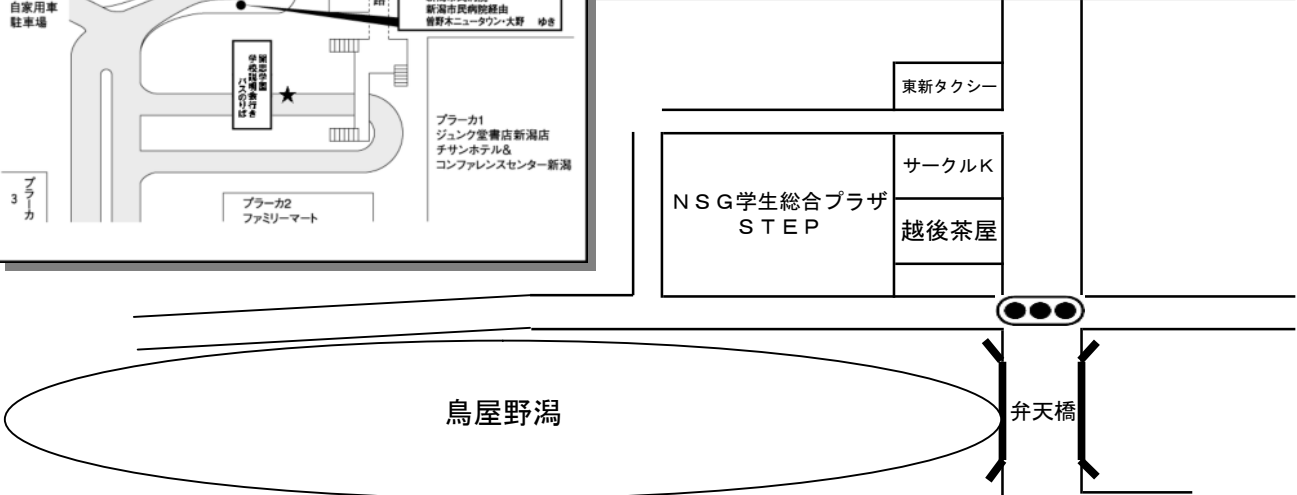 自家用車
駐車場
路
新潟市民病院経由
曽野木ニュータウン・大野 ゆき
開志学園
学校説明会行き
バスのりば
★
プラーカ1
ジュンク堂書店新潟店
チサンホテル&
コンファレンスセンター新潟
プラーカ
3
プラーカ2
ファミリーマート
東新タクシー
サークルK
NSG学生総合プラザ
STEP
越後茶屋
鳥屋野潟
弁天橋